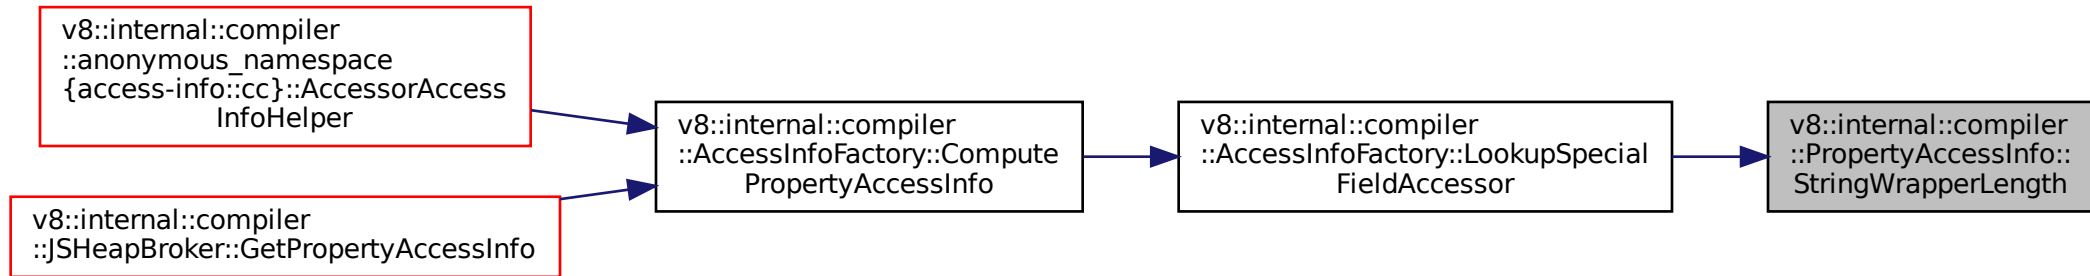 v8::internal::compiler
::anonymous_namespace
{access-info::cc}::AccessorAccess
InfoHelper
v8::internal::compiler
::JSHeapBroker::GetPropertyAccessInfo
v8::internal::compiler
::AccessInfoFactory::Compute
PropertyAccessInfo
v8::internal::compiler
::AccessInfoFactory::LookupSpecial
FieldAccessor
v8::internal::compiler
::PropertyAccessInfo::
StringWrapperLength